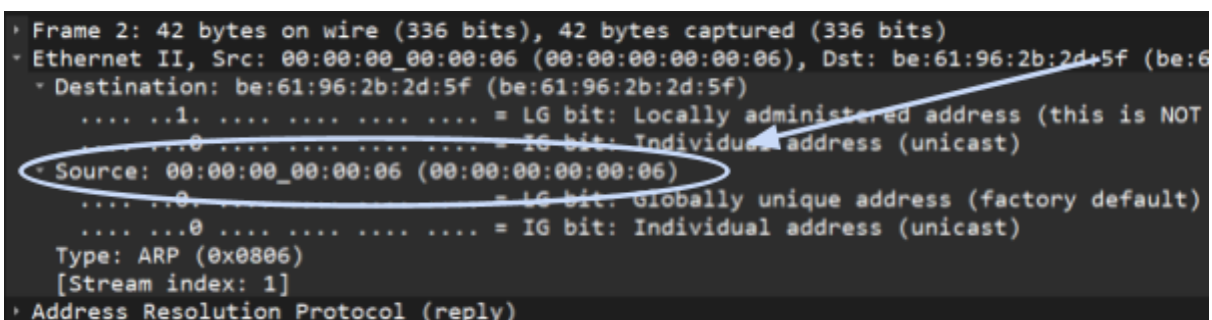 Frame 2: 42 bytes on wire (336 bits), 42 bytes captured (336 bits)
Ethernet II, Src: 00:00:00_00:00:06 (00:00:00:00:00:06), Dst: be:61:96:2b:2d:5f (be:6
Destination: be:61:96:2b:2d:5f (be:61:96:2b:2d:5f)
.... ..1. .... .... .... .... = LG bit: Locally administered address (this is NOT
.... ...0 .... .... .... .... = IG bit: Individual address (unicast)
Source: 00:00:00_00:00:06 (00:00:00:00:00:06)
.... ..0. .... .... .... .... = LG bit: Globally unique address (factory default)
.... ...0 .... .... .... .... = IG bit: Individual address (unicast)
Type: ARP (0x0806)
[Stream index: 1]
Address Resolution Protocol (reply)